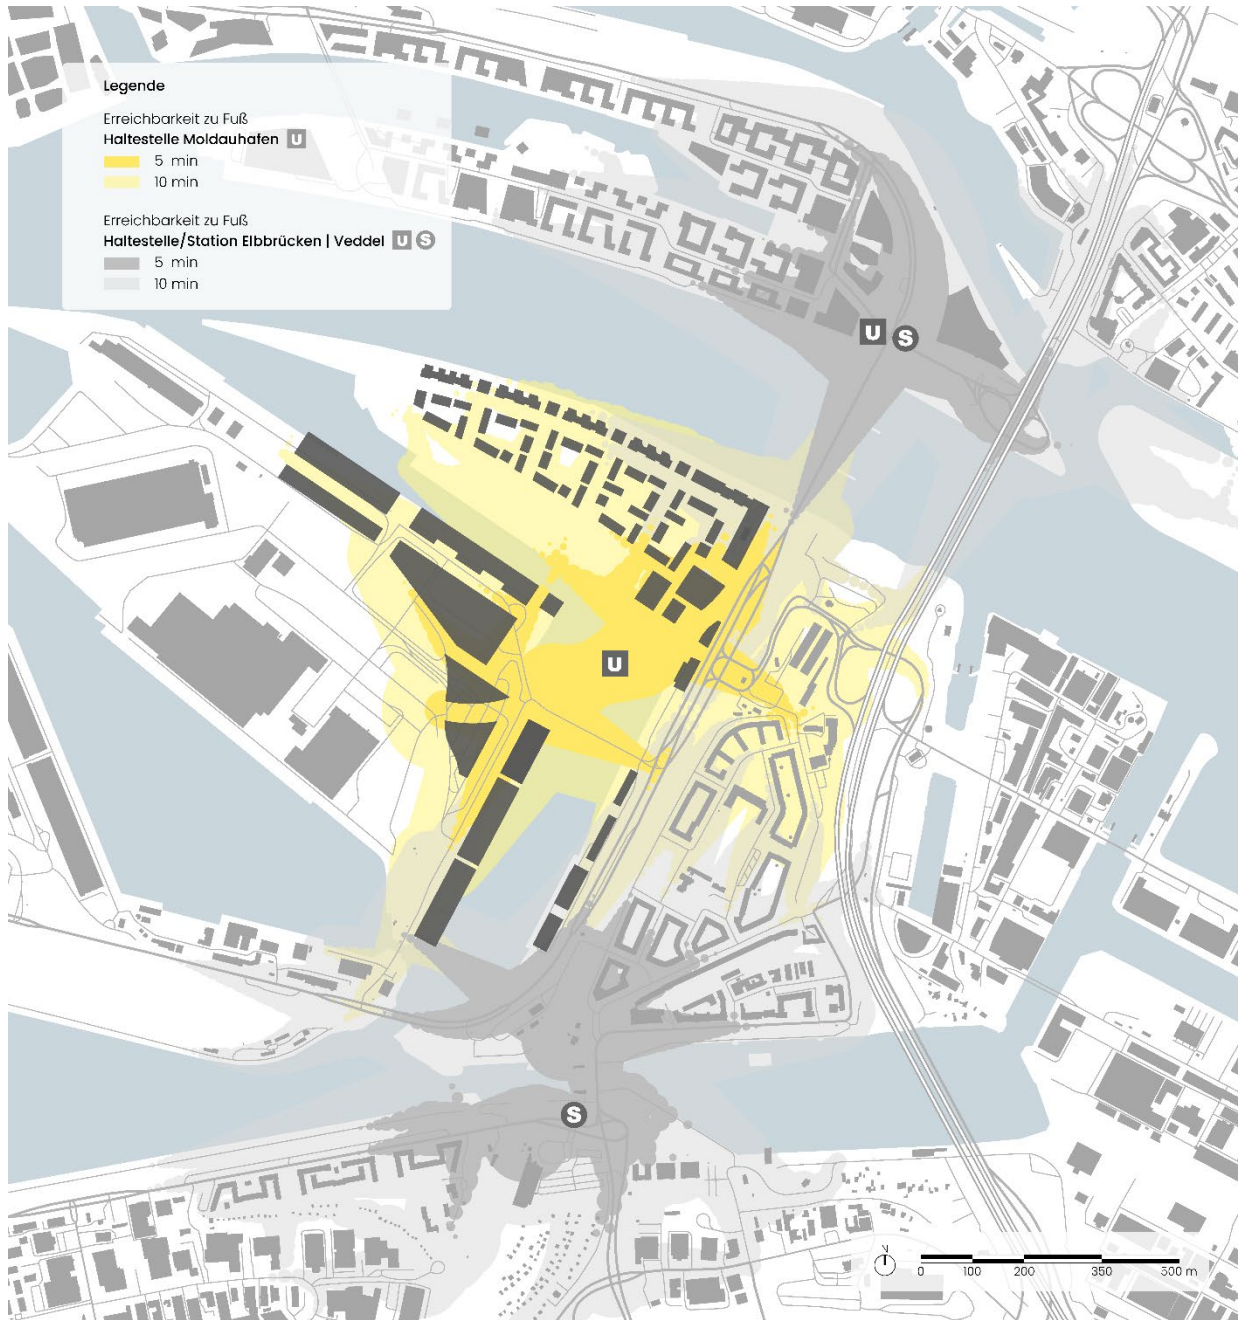 Legende
Erreichbarkeit zu Fuß
Haltestelle Moldauhafen U
5 min
10 min
Erreichbarkeit zu Fuß
Haltestelle/Station Elbbrücken | Veddel U S
5 min
10 min
U S
U
S
N
0 100 200 350 500 m